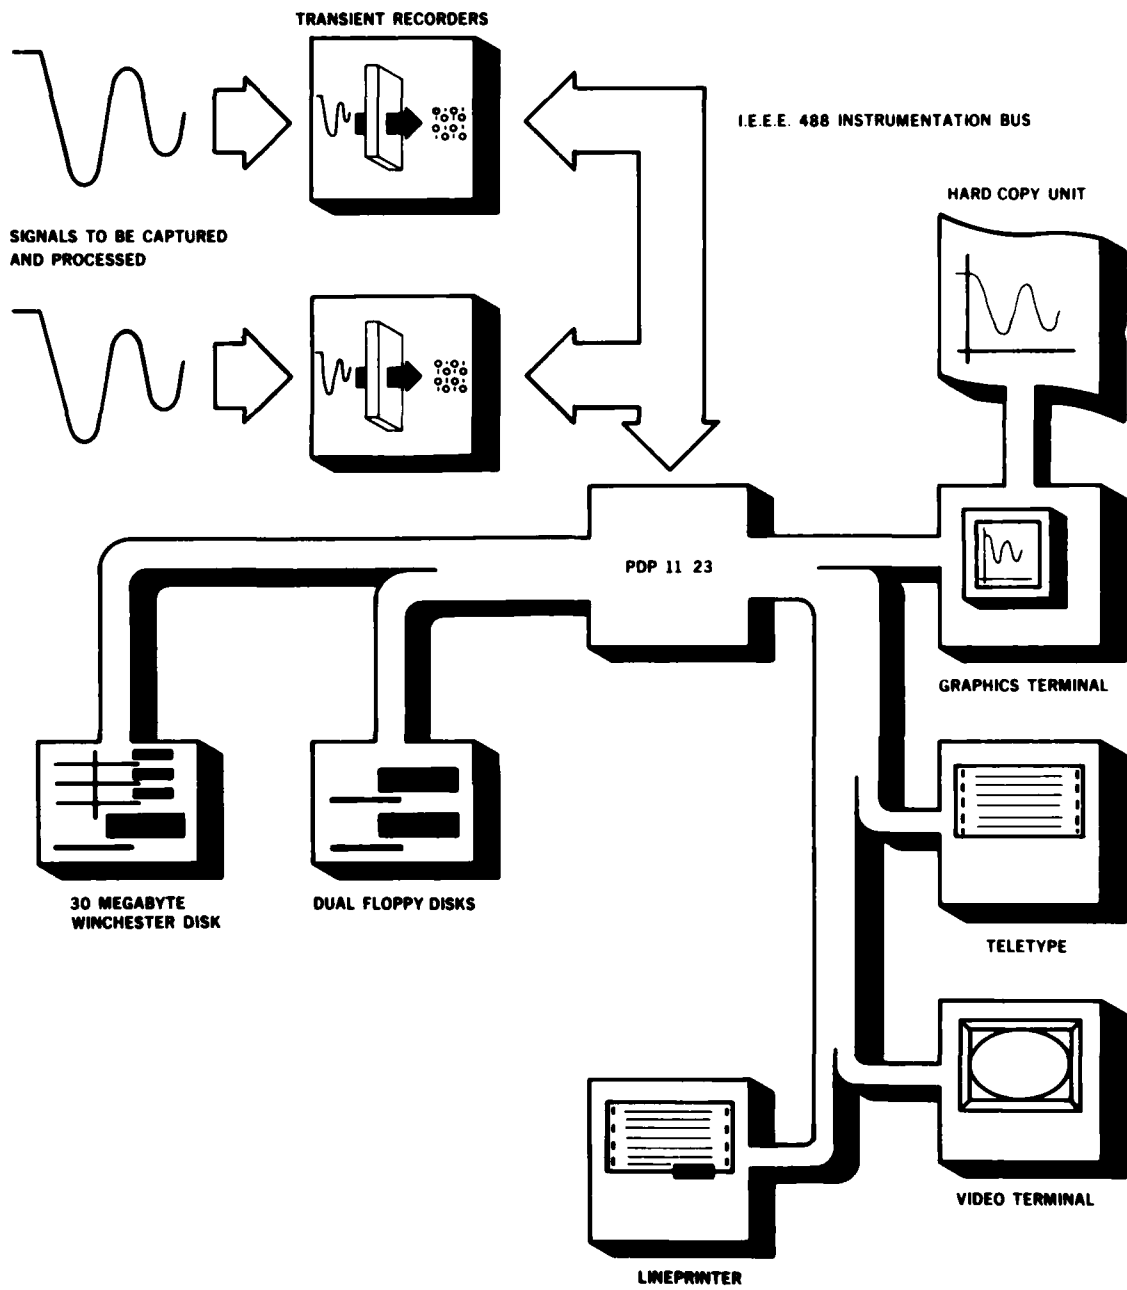 TRANSIENT RECORDERS
I.E.E.E. 488 INSTRUMENTATION BUS
HARD COPY UNIT
SIGNALS TO BE CAPTURED
AND PROCESSED
PDP 11 23
GRAPHICS TERMINAL
30 MEGABYTE
WINCHESTER DISK
DUAL FLOPPY DISKS
TELETYPE
VIDEO TERMINAL
LINEPRINTER